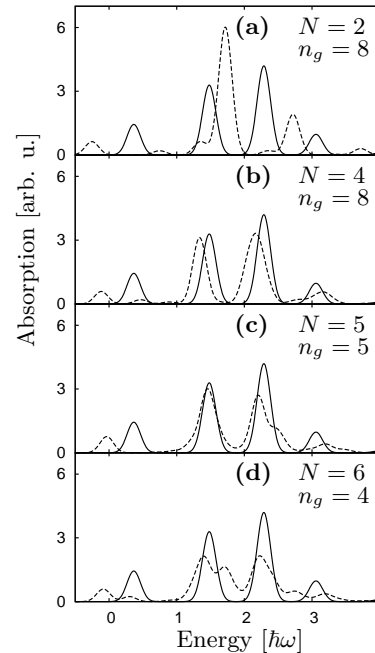 6
3
0
(a)
N = 2
n_g = 8
6
3
0
(b)
N = 4
n_g = 8
6
3
0
(c)
N = 5
n_g = 5
6
3
0
(d)
N = 6
n_g = 4
0 1 2 3
Absorption [arb. u.]
Energy [ħω]